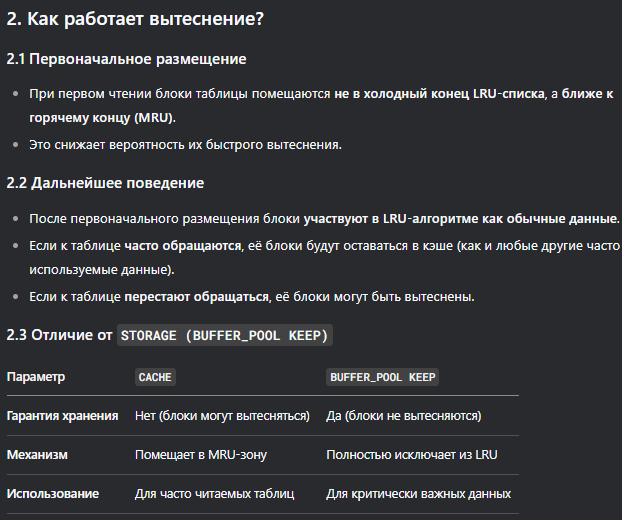 2. Как работает вытеснение?
2.1 Первоначальное размещение
При первом чтении блоки таблицы помещаются не в холодный конец LRU-списка, а ближе к
горячему концу (MRU).
Это снижает вероятность их быстрого вытеснения.
2.2 Дальнейшее поведение
После первоначального размещения блоки участвуют в LRU-алгоритме как обычные данные.
Если к таблице часто обращаются, её блоки будут оставаться в кэше (как и любые другие часто
используемые данные).
Если к таблице перестают обращаться, её блоки могут быть вытеснены.
2.3 Отличие от STORAGE (BUFFER_POOL KEEP)
Параметр CACHE BUFFER_POOL KEEP
Гарантия хранения Нет (блоки могут вытесняться) Да (блоки не вытесняются)
Механизм Помещает в MRU-зону Полностью исключает из LRU
Использование Для часто читаемых таблиц Для критически важных данных